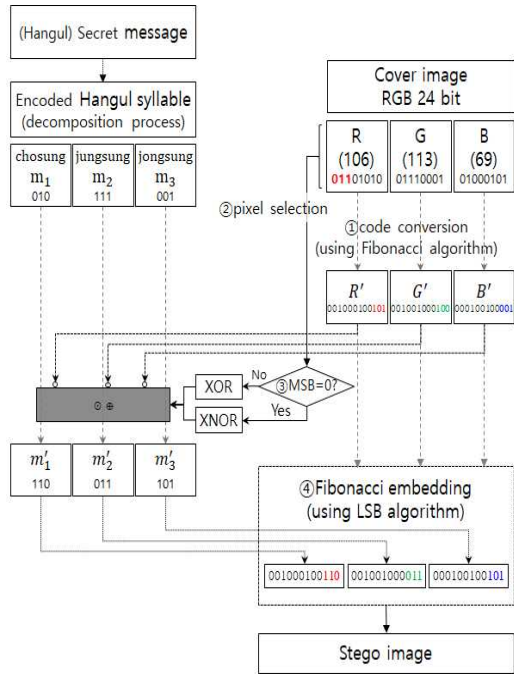 (Hangul) Secret message
Encoded Hangul syllable
(decomposition process)
chosung
m₁
010
jungsung
m₂
111
jongsung
m₃
001
Cover image
RGB 24 bit
R
(106)
01101010
G
(113)
01110001
B
(69)
01000101
②pixel selection
①code conversion
(using Fibonacci algorithm)
R′
001000100101
G′
001001000100
B′
000100100001
③MSB=0?
No
Yes
XOR
XNOR
⊙ ⊕
m′₁
110
m′₂
011
m′₃
101
④Fibonacci embedding
(using LSB algorithm)
001000100110
001001000011
000100100101
Stego image